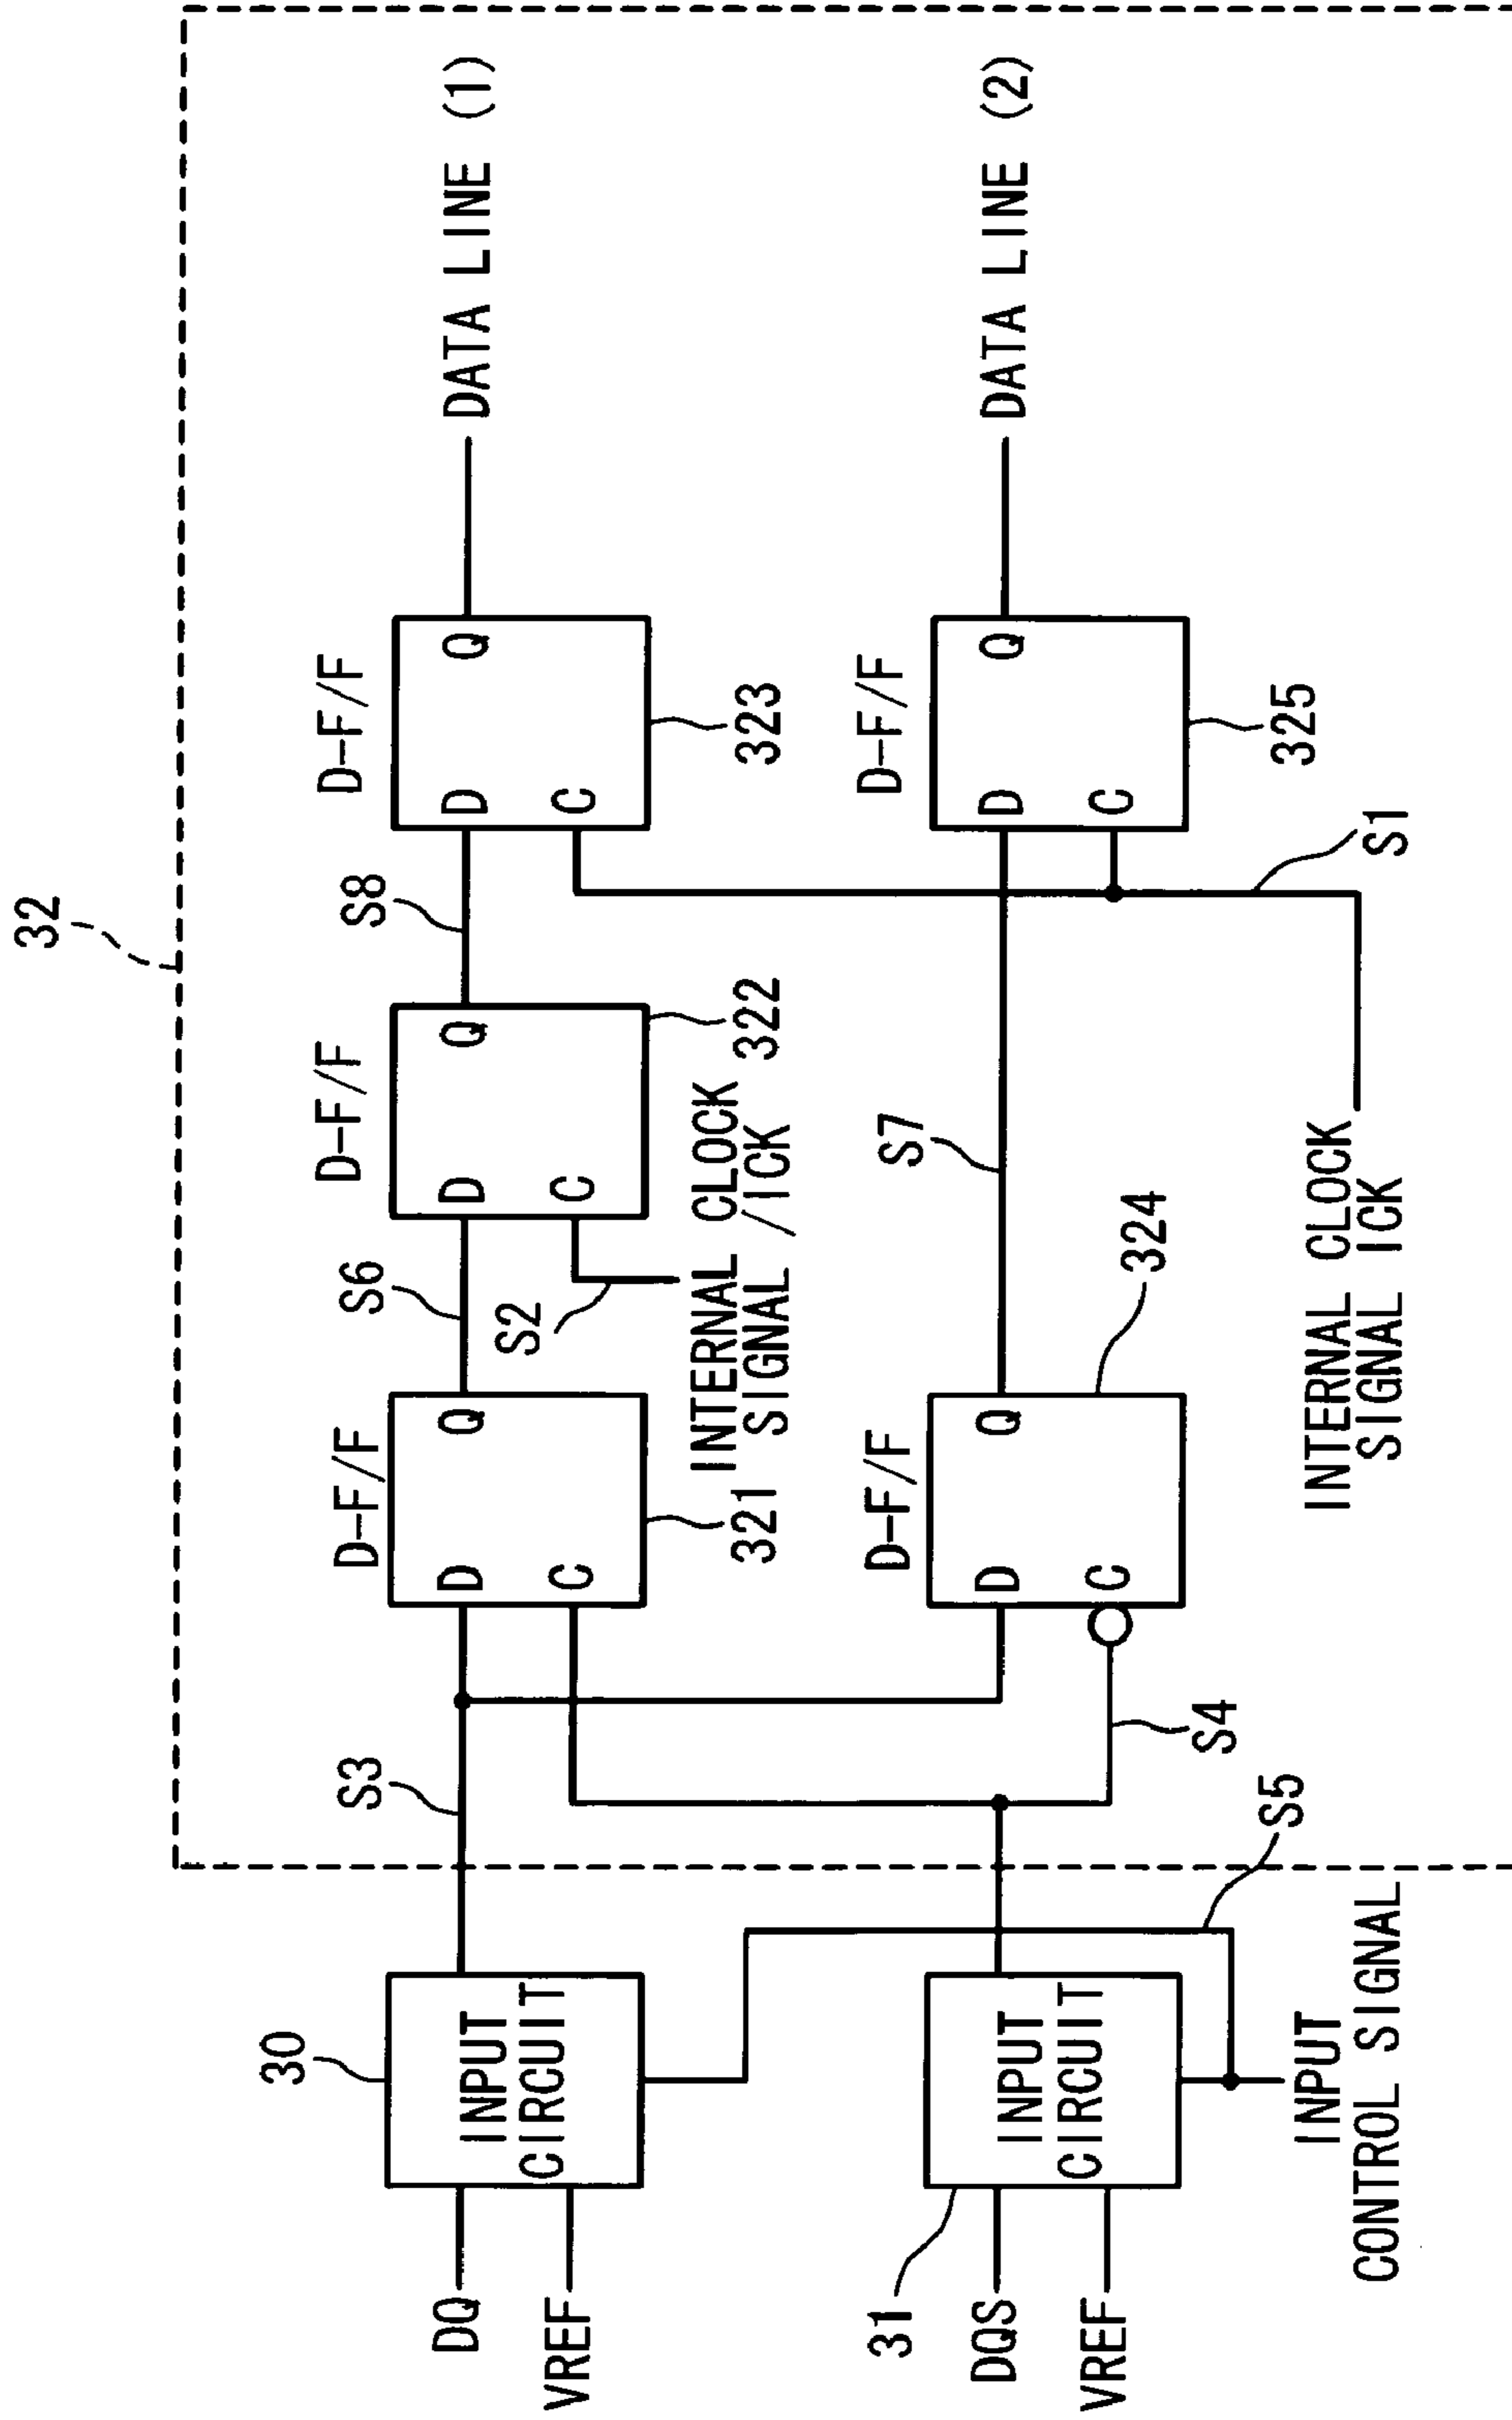 32
D-F/F
D-F/F
D-F/F
30
S3
S6
S8
DQ
VREF
INPUT
CIRCUIT
D
C
Q
D
C
Q
D
C
Q
DATA LINE (1)
S2
321
322
323
INTERNAL CLOCK
SIGNAL /ICK
D-F/F
D-F/F
S7
31
DQS
VREF
INPUT
CIRCUIT
D
C
Q
D
C
Q
DATA LINE (2)
324
325
S4
S5
S1
INPUT
CONTROL SIGNAL
INTERNAL CLOCK
SIGNAL ICK